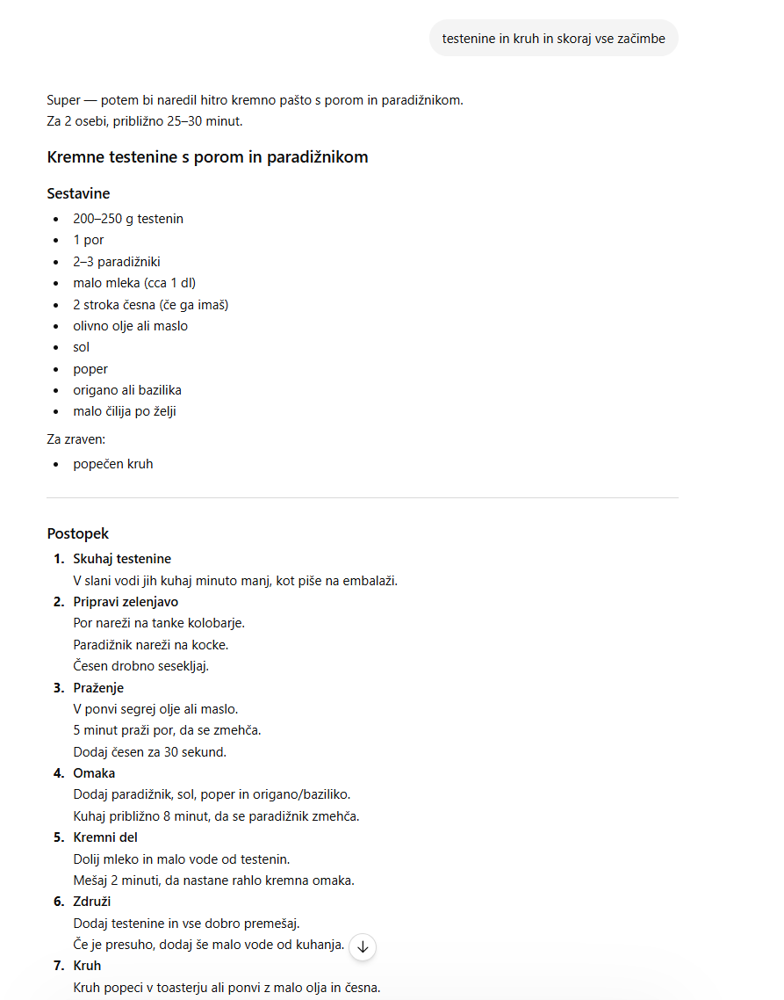 testenine in kruh in skoraj vse začimbe
Super — potem bi naredil hitro kremno pašto s porom in paradižnikom.
Za 2 osebi, približno 25–30 minut.
Kremne testenine s porom in paradižnikom
Sestavine
• 200–250 g testenin
• 1 por
• 2–3 paradižniki
• malo mleka (cca 1 dl)
• 2 stroka česna (če ga imaš)
• olivno olje ali maslo
• sol
• poper
• origano ali bazilika
• malo čilija po želji
Za zraven:
• popečen kruh
Postopek
1. Skuhaj testenine
V slani vodi jih kuhaj minuto manj, kot piše na embalaži.
2. Pripravi zelenjavo
Por nareži na tanke kolobarje.
Paradižnik nareži na kocke.
Česen drobno sesekljaj.
3. Praženje
V ponvi segrej olje ali maslo.
5 minut praži por, da se zmehča.
Dodaj česen za 30 sekund.
4. Omaka
Dodaj paradižnik, sol, poper in origano/baziliko.
Kuhaj približno 8 minut, da se paradižnik zmehča.
5. Kremni del
Dolij mleko in malo vode od testenin.
Mešaj 2 minuti, da nastane rahlo kremna omaka.
6. Združi
Dodaj testenine in vse dobro premešaj.
Če je presuho, dodaj še malo vode od kuhanja.
7. Kruh
Kruh popeci v toasterju ali ponvi z malo olja in česna.